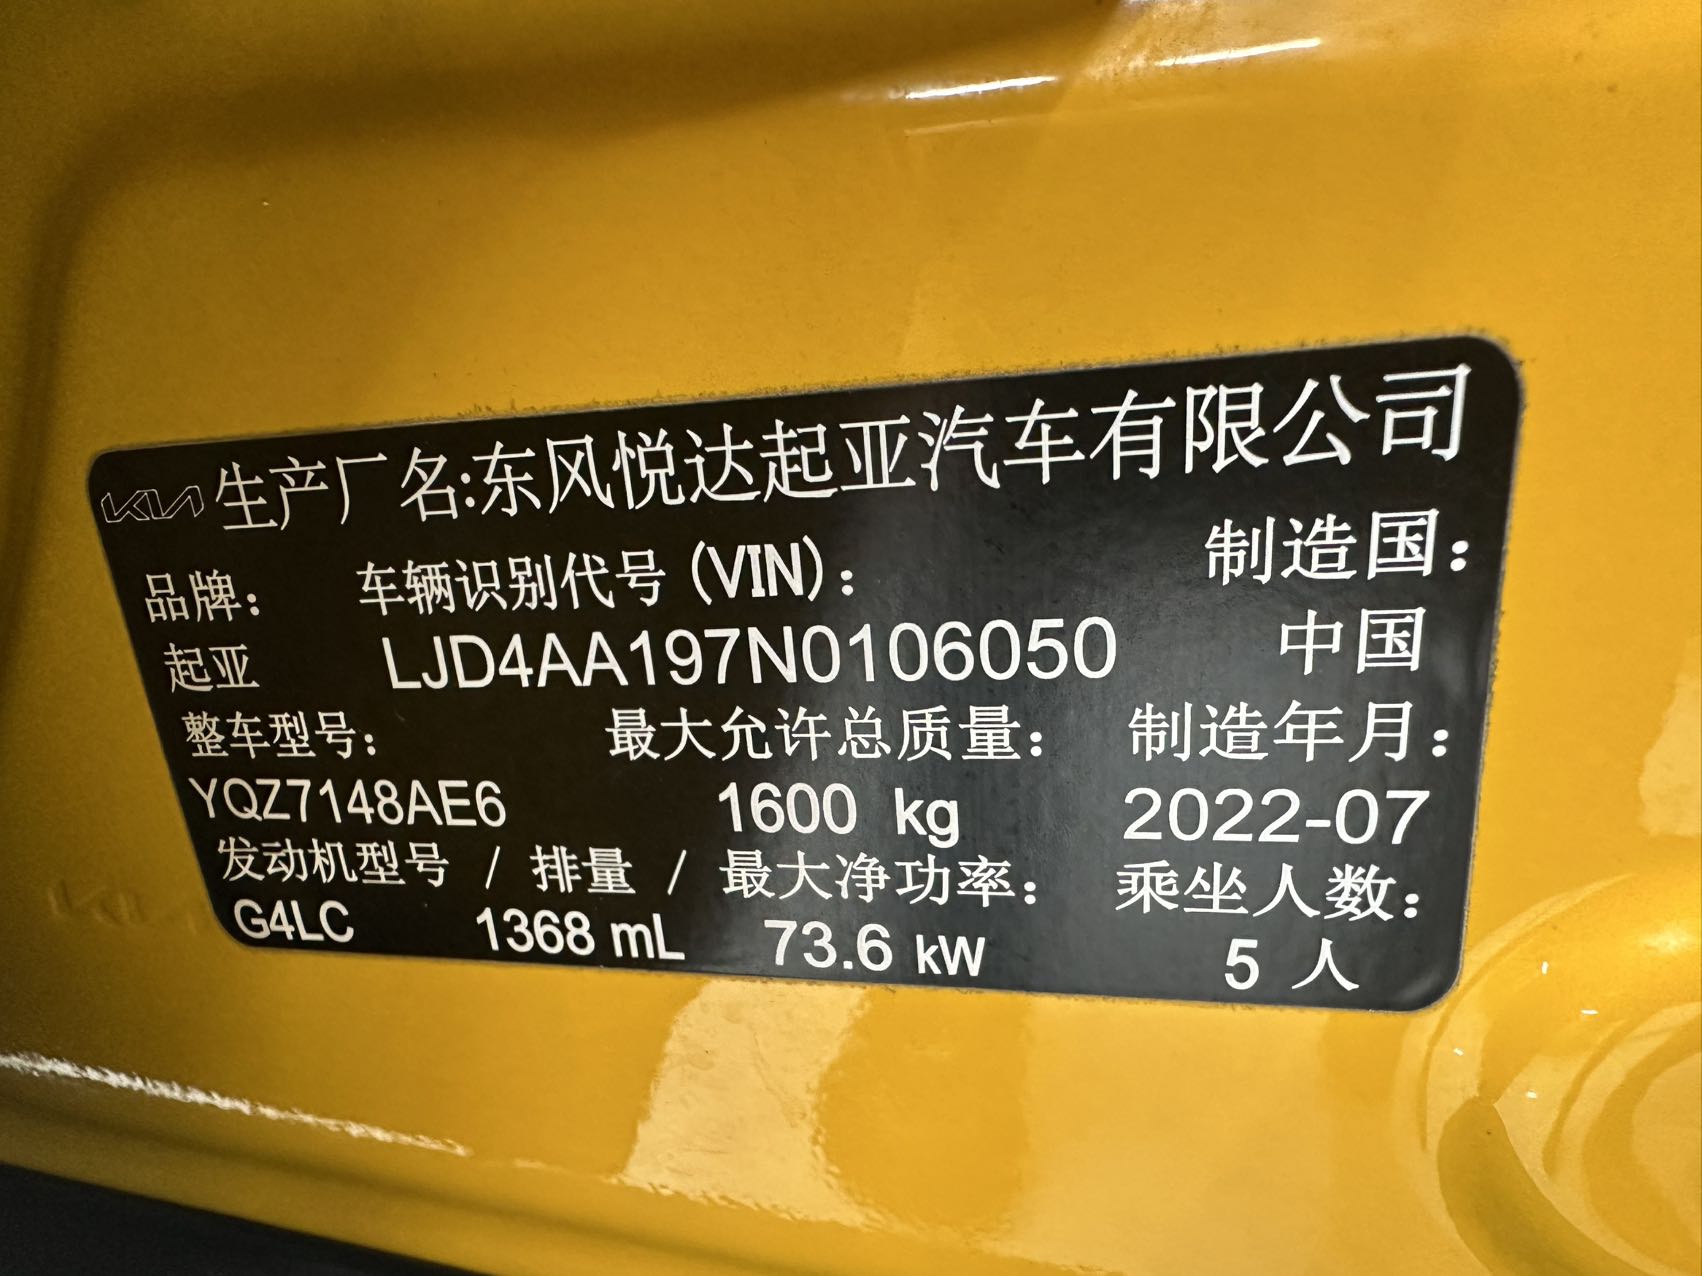 KIA 生产厂名:东风悦达起亚汽车有限公司
品牌: 车辆识别代号(VIN): 制造国:
起亚 LJD4AA197N0106050 中国
整车型号: 最大允许总质量: 制造年月:
YQZ7148AE6 1600 kg 2022-07
发动机型号 / 排量 / 最大净功率: 乘坐人数:
G4LC 1368 mL 73.6 kW 5 人